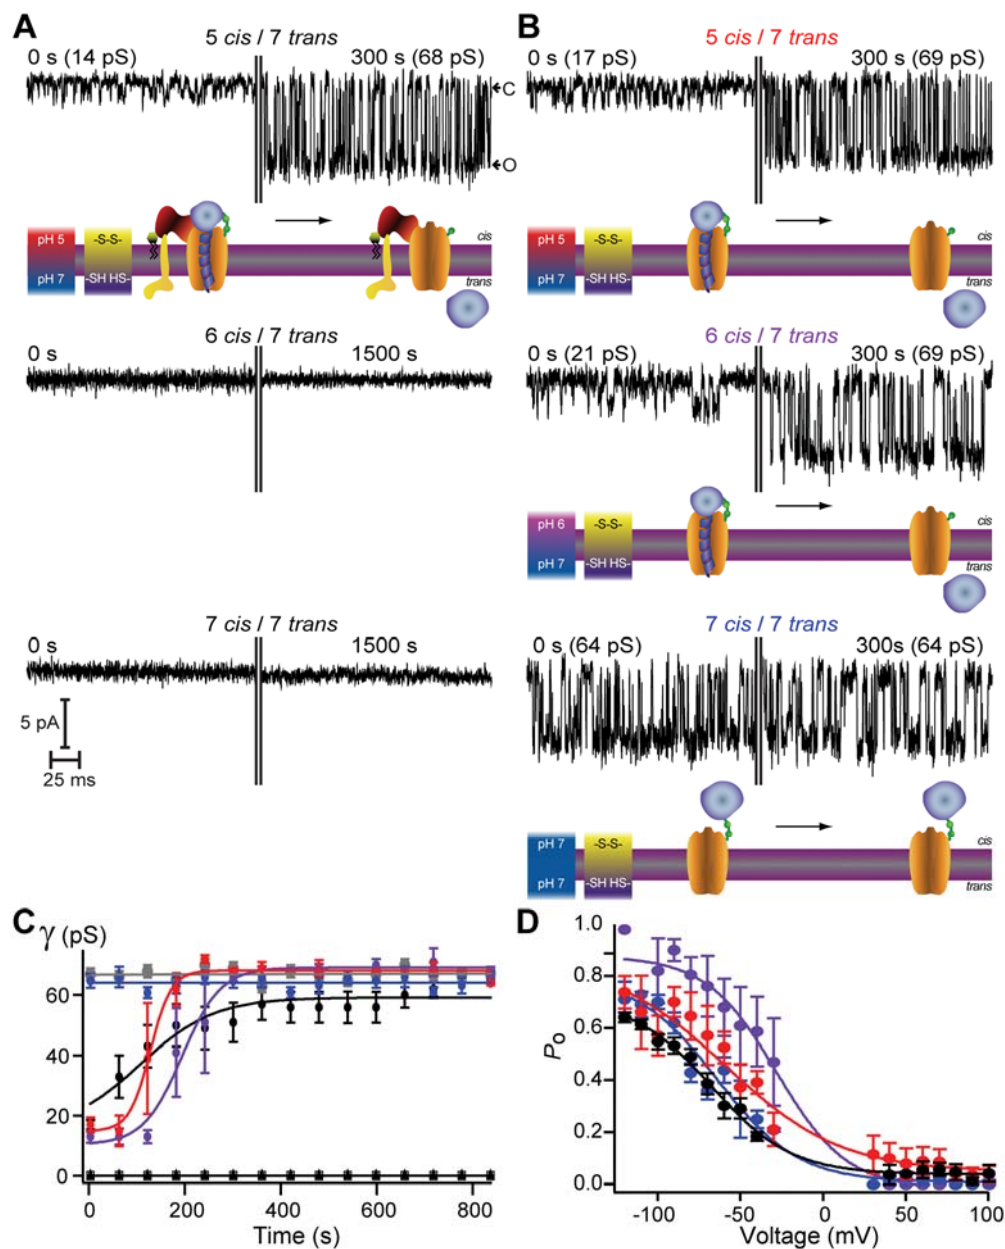 A
5 cis / 7 trans
0 s (14 pS)
300 s (68 pS)
C
O
pH 5
-S-S-
cis
pH 7
-SH HS-
trans
6 cis / 7 trans
0 s
1500 s
7 cis / 7 trans
0 s
1500 s
5 pA
25 ms
B
5 cis / 7 trans
0 s (17 pS)
300 s (69 pS)
pH 5
-S-S-
cis
pH 7
-SH HS-
trans
6 cis / 7 trans
0 s (21 pS)
300 s (69 pS)
pH 6
-S-S-
cis
pH 7
-SH HS-
trans
7 cis / 7 trans
0 s (64 pS)
300s (64 pS)
pH 7
-S-S-
cis
pH 7
-SH HS-
trans
C
γ (pS)
60
40
20
0
0 200 400 600 800
Time (s)
D
Po
1.0
0.8
0.6
0.4
0.2
0.0
-100 -50 0 50 100
Voltage (mV)